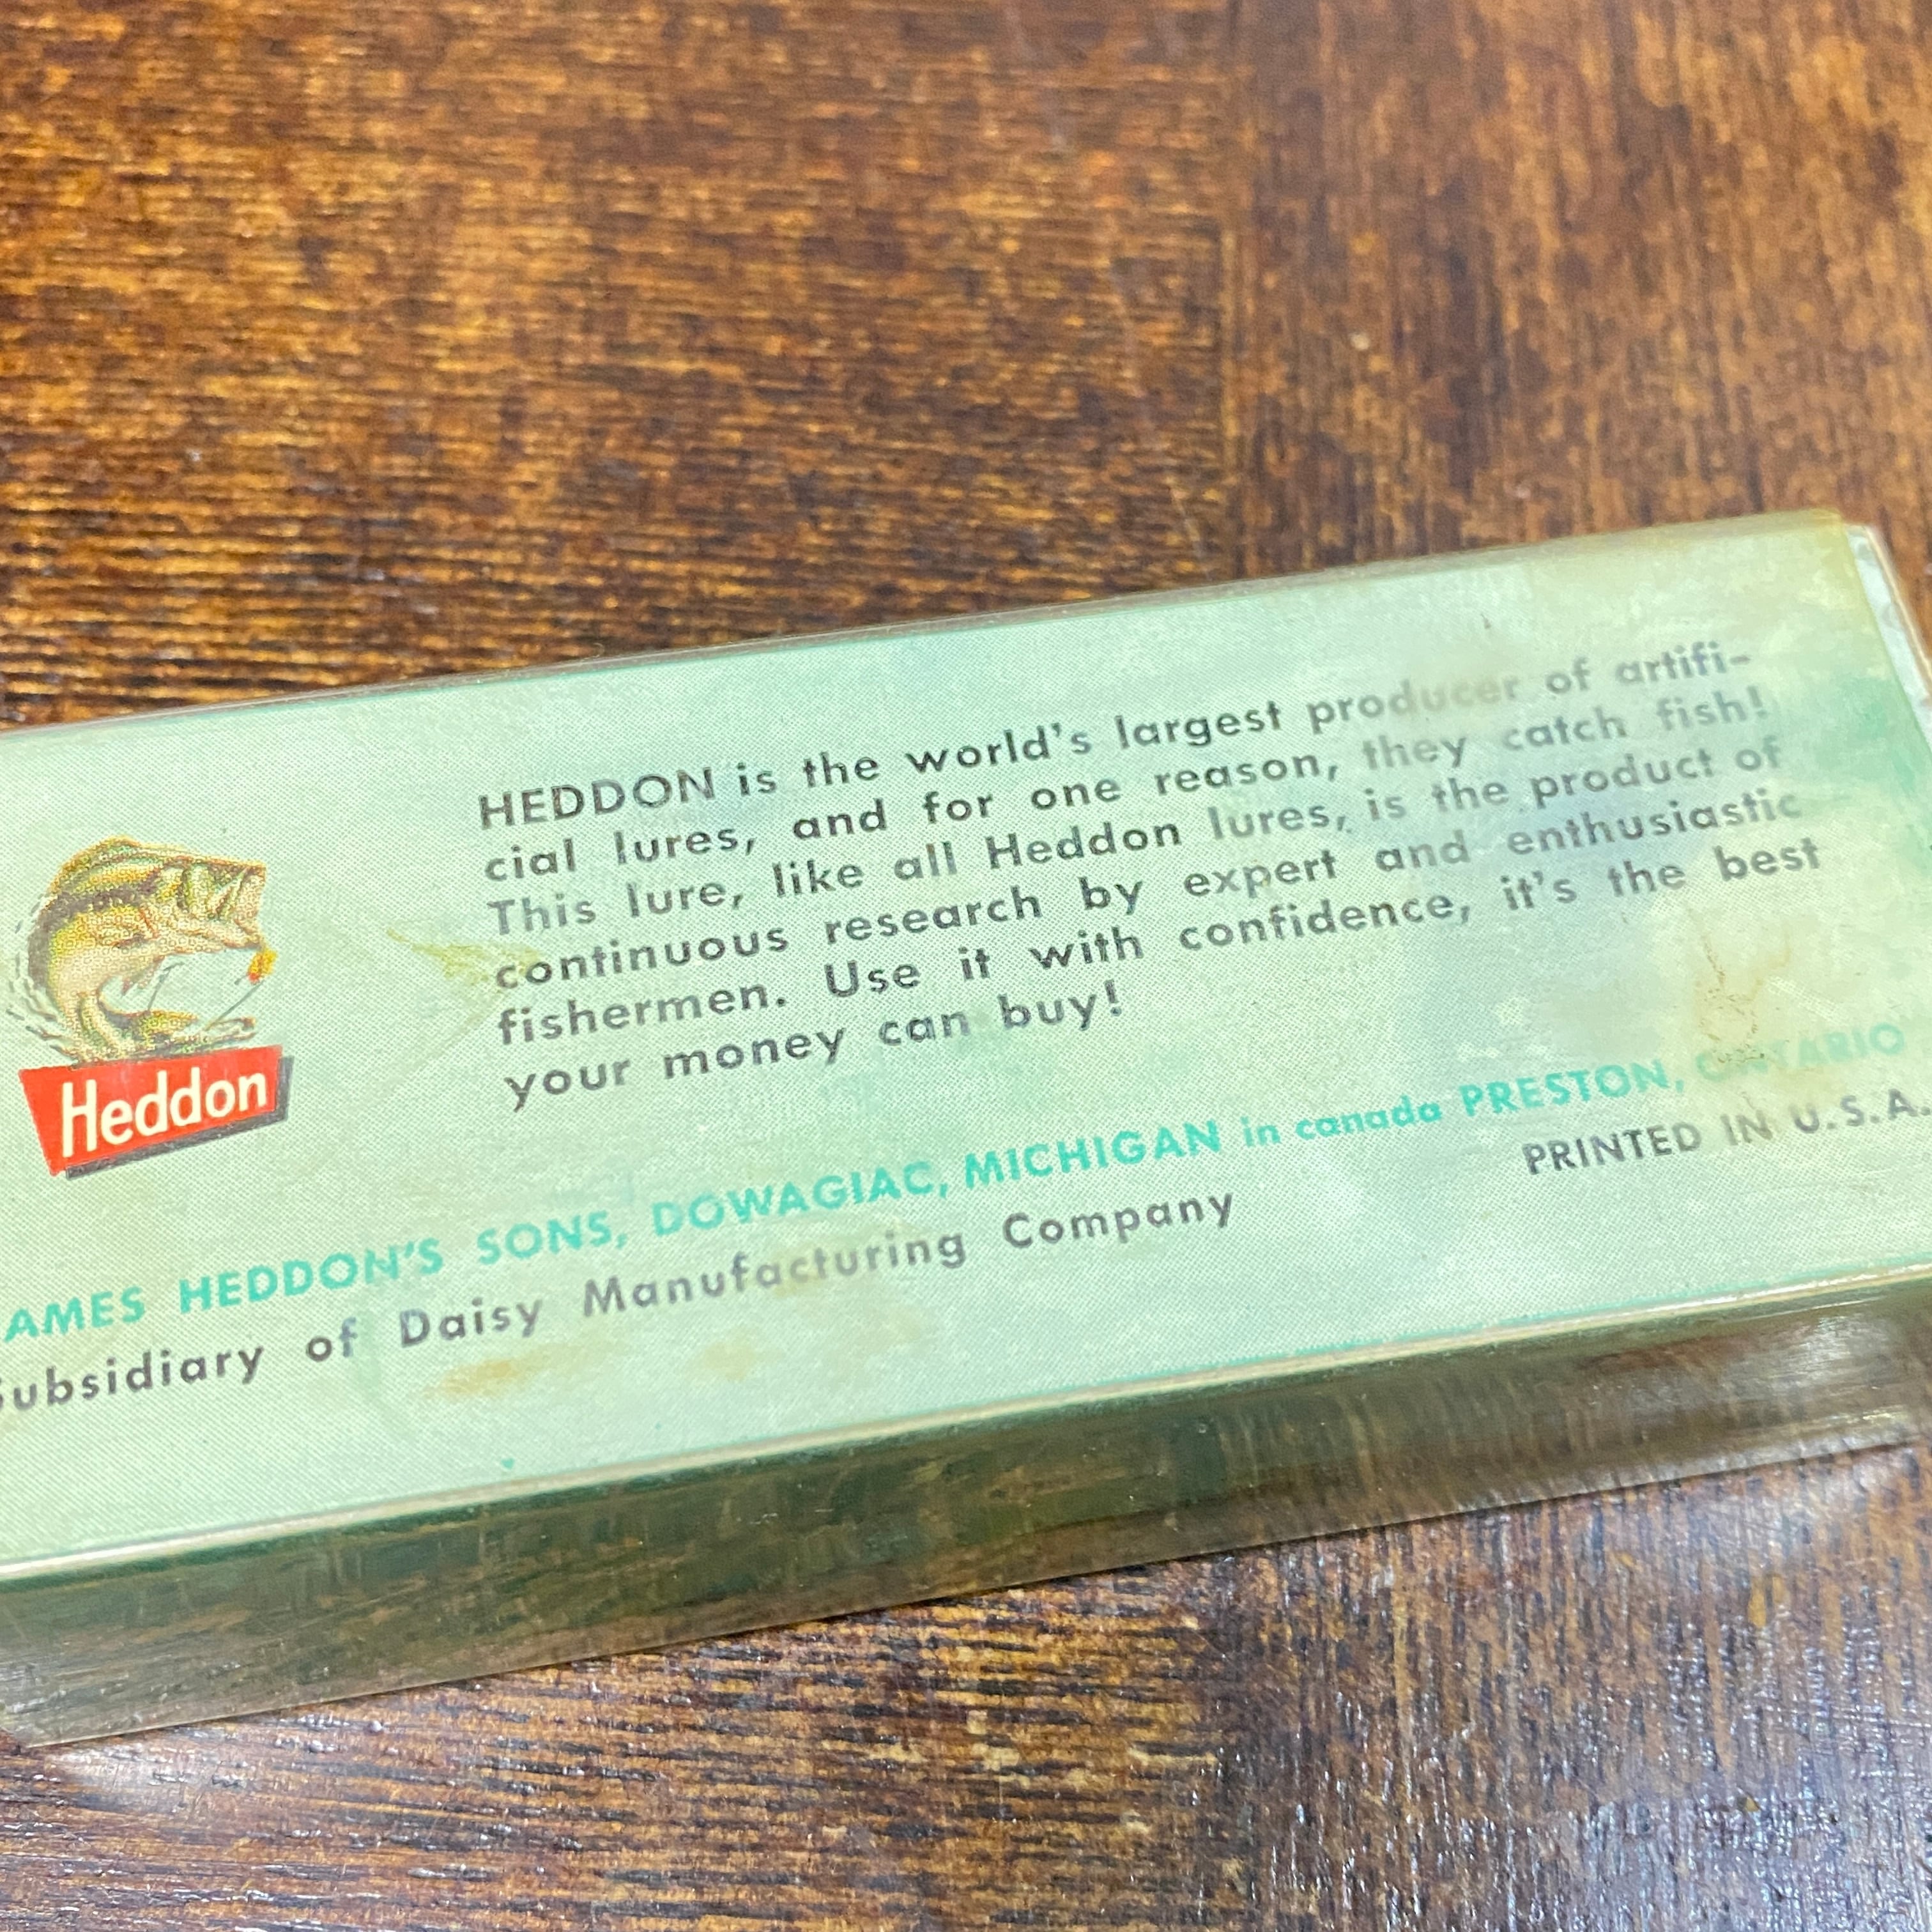 HEDDON is the world's largest producer of artifi-
cial lures, and for one reason, they catch fish!
This lure, like all Heddon lures, is the product of
continuous research by expert and enthusiastic
fishermen. Use it with confidence, it's the best
your money can buy!
Heddon
AMES HEDDON'S SONS, DOWAGIAC, MICHIGAN in canada PRESTON, ONTARIO
Subsidiary of Daisy Manufacturing Company
PRINTED IN U.S.A.